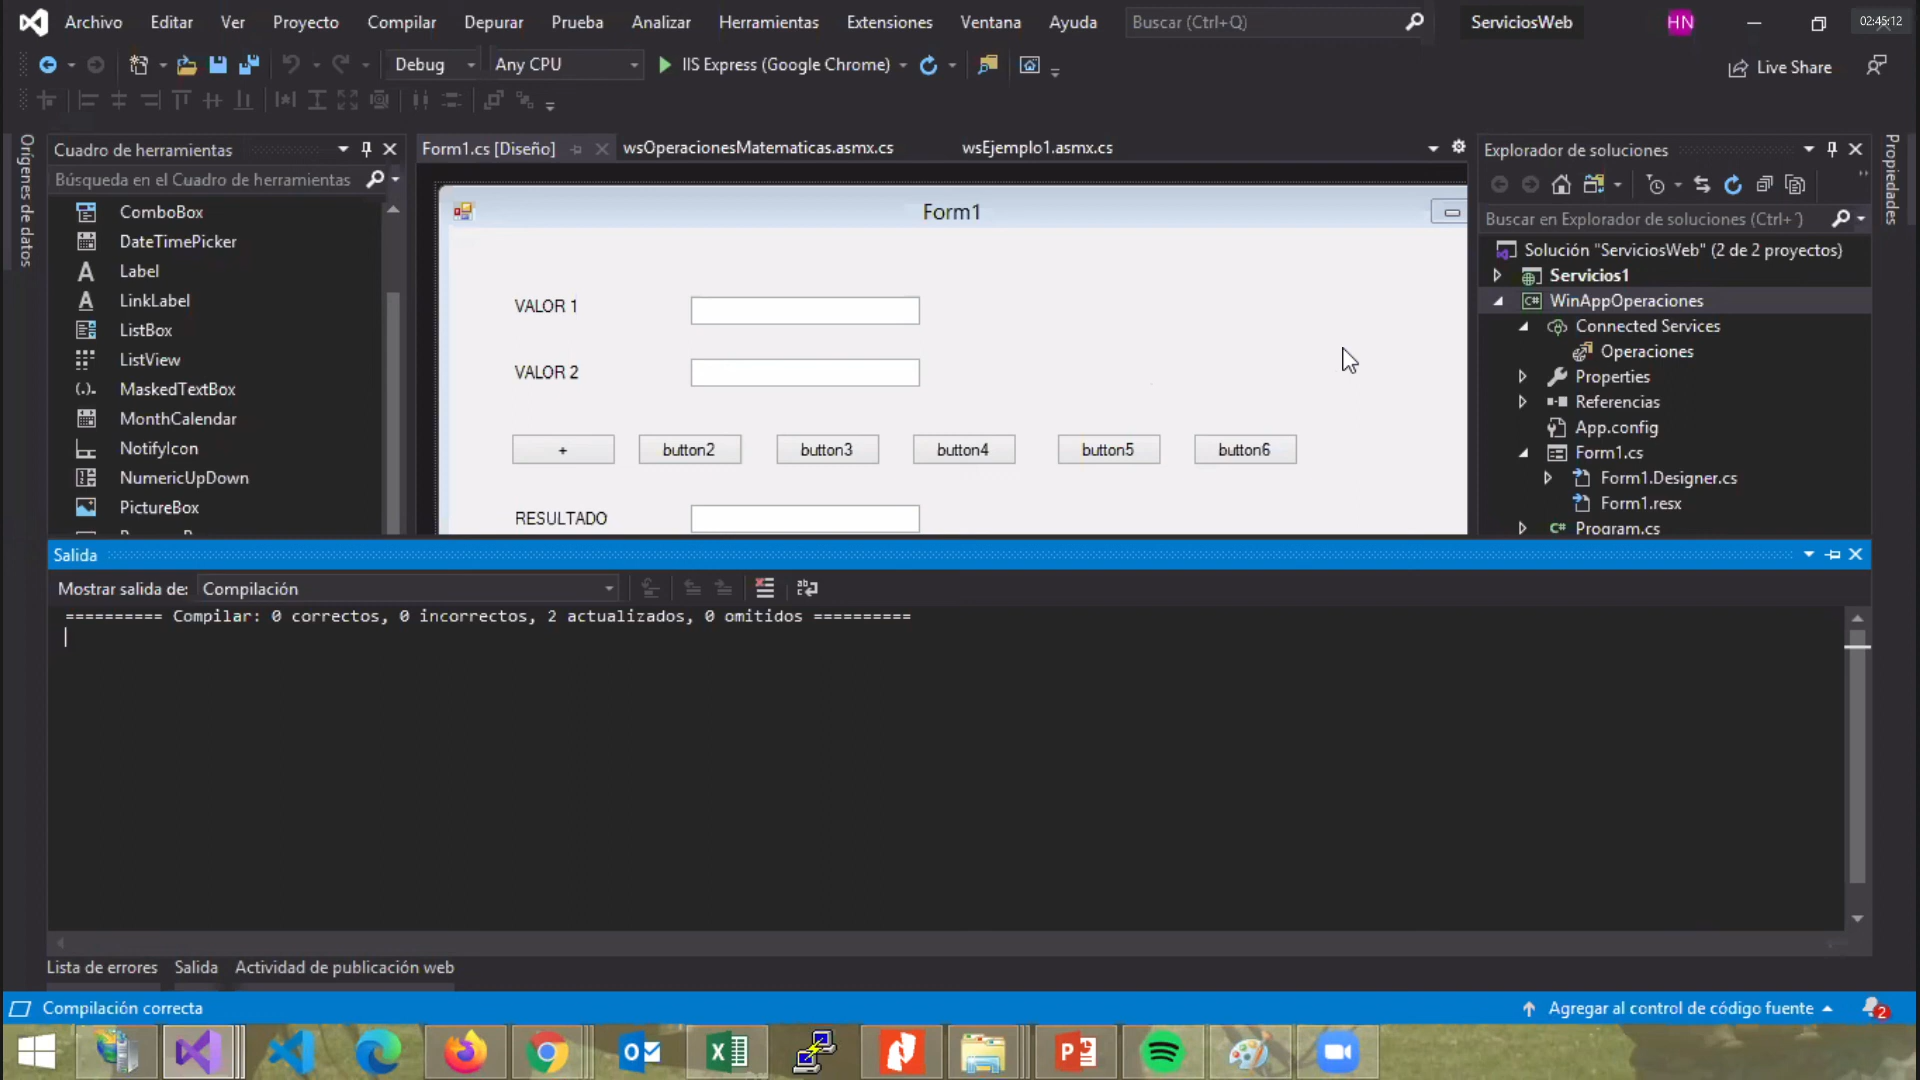 Archivo Editar Ver Proyecto Compilar Depurar Prueba Analizar Herramientas Extensiones Ventana Ayuda Buscar (Ctrl+Q) ServiciosWeb HN 02:45:12
Debug Any CPU IIS Express (Google Chrome) Live Share
Orígenes de datos
Cuadro de herramientas
Búsqueda en el Cuadro de herramientas
ComboBox
DateTimePicker
Label
LinkLabel
ListBox
ListView
MaskedTextBox
MonthCalendar
NotifyIcon
NumericUpDown
PictureBox
Form1.cs [Diseño] wsOperacionesMatematicas.asmx.cs wsEjemplo1.asmx.cs
Form1
VALOR 1
VALOR 2
+ button2 button3 button4 button5 button6
RESULTADO
Explorador de soluciones
Buscar en Explorador de soluciones (Ctrl+´)
Solución "ServiciosWeb" (2 de 2 proyectos)
Servicios1
C# WinAppOperaciones
Connected Services
Operaciones
Properties
Referencias
App.config
Form1.cs
Form1.Designer.cs
Form1.resx
C# Program.cs
Propiedades
Salida
Mostrar salida de: Compilación
========== Compilar: 0 correctos, 0 incorrectos, 2 actualizados, 0 omitidos ==========
Lista de errores Salida Actividad de publicación web
Compilación correcta Agregar al control de código fuente 2